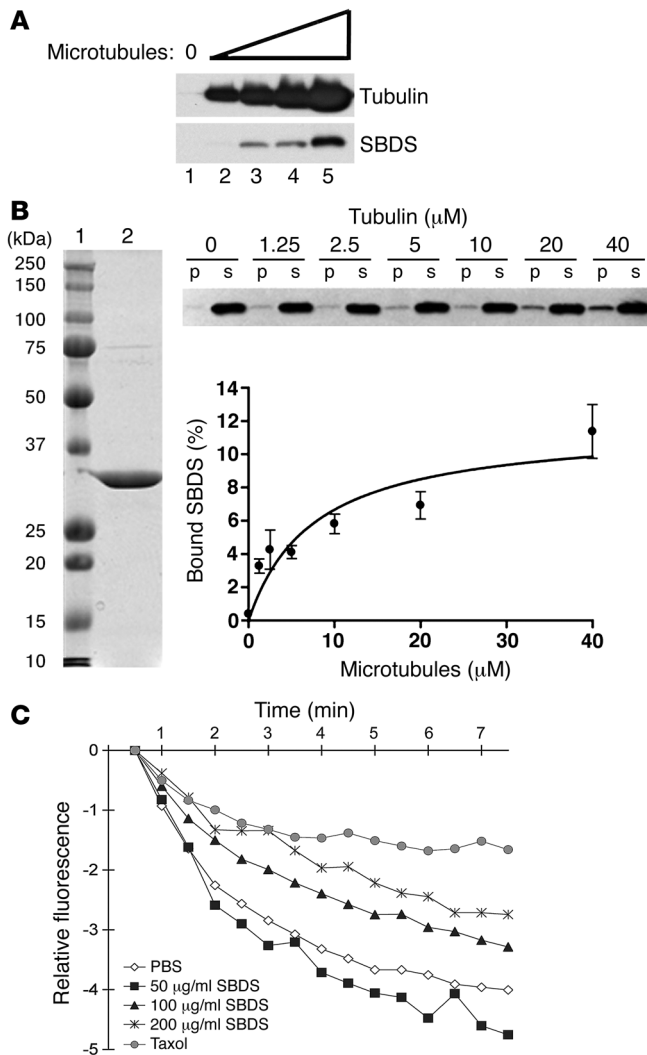 A
Microtubules: 0
Tubulin
SBDS
1 2 3 4 5
B
(kDa) 1 2
250
150
100
75
50
37
25
20
15
10
Tubulin (μM)
0 1.25 2.5 5 10 20 40
p s p s p s p s p s p s p s
Bound SBDS (%)
14
12
10
8
6
4
2
0
0 10 20 30 40
Microtubules (μM)
C
Time (min)
1 2 3 4 5 6 7
Relative fluorescence
0
-1
-2
-3
-4
-5
PBS
50 μg/ml SBDS
100 μg/ml SBDS
200 μg/ml SBDS
Taxol